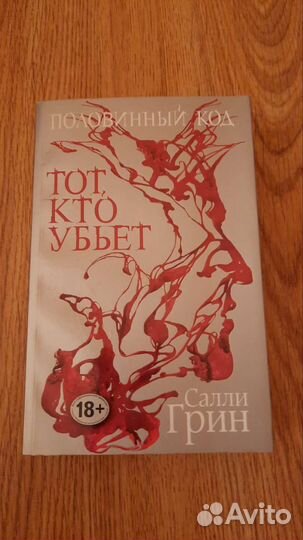 ПОЛОВИННЫЙ КОД
ТОТ,
КТО
УБЬЕТ
САЛЛИ
ГРИН
18+
Avito